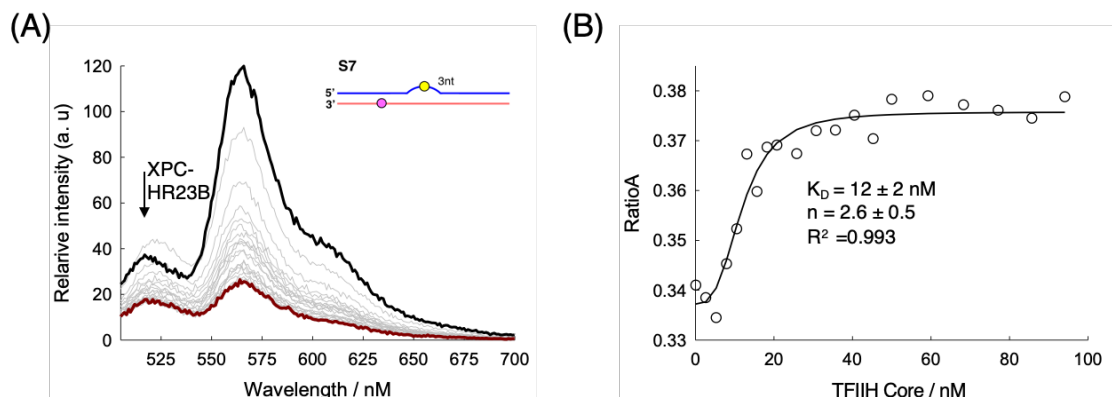 (A)
Relarive intensity (a. u)
120
100
80
60
40
20
0
XPC-
HR23B
S7
3nt
5'
3'
525
550
575
600
625
650
675
700
Wavelength / nM
(B)
RatioA
0.38
0.37
0.36
0.35
0.34
0.33
K_D = 12 ± 2 nM
n = 2.6 ± 0.5
R² =0.993
0
20
40
60
80
100
TFIIH Core / nM